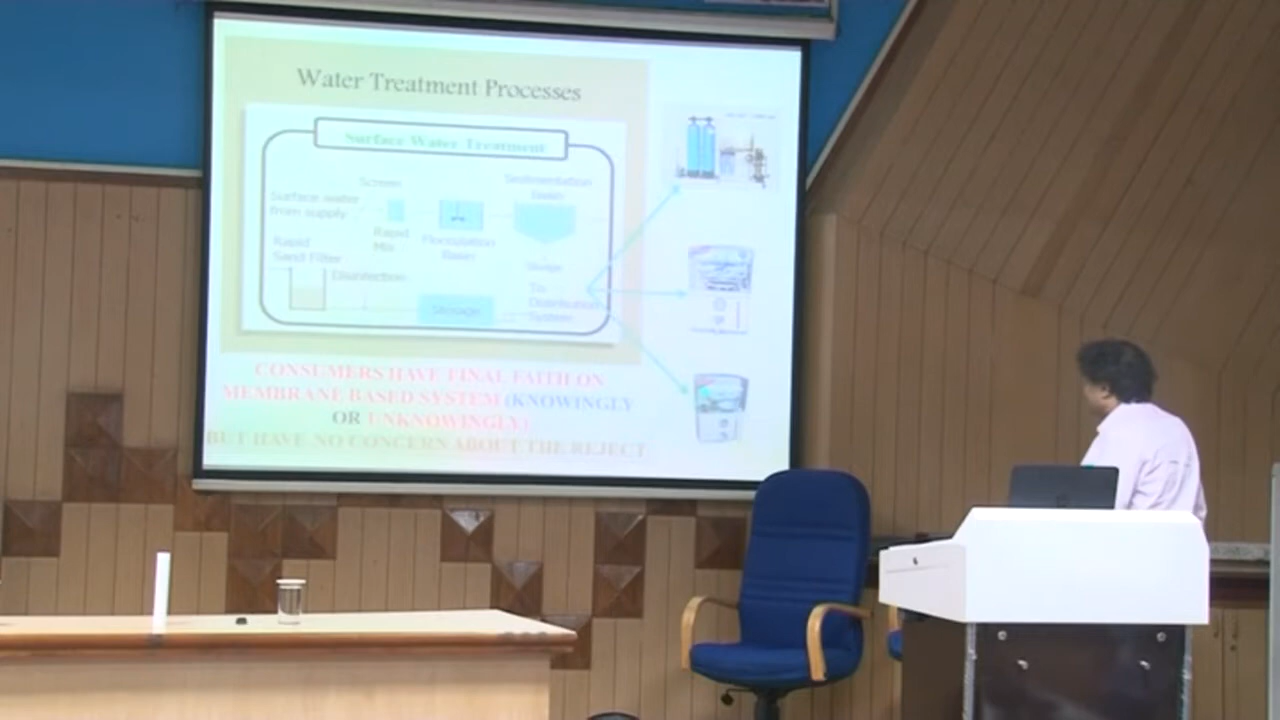 Water Treatment Processes
Surface Water Treatment
Screen
Sedimentation
Basin
Surface water
from supply
Rapid
Mix
Basin
Rapid
Sand Filter
Disinfection
To
Distribution
System
Storage
CONSUMERS HAVE FINAL FAITH ON
MEMBRANE BASED SYSTEM (KNOWINGLY
OR UNKNOWINGLY)
BUT HAVE NO CONCERN ABOUT THE REJECT